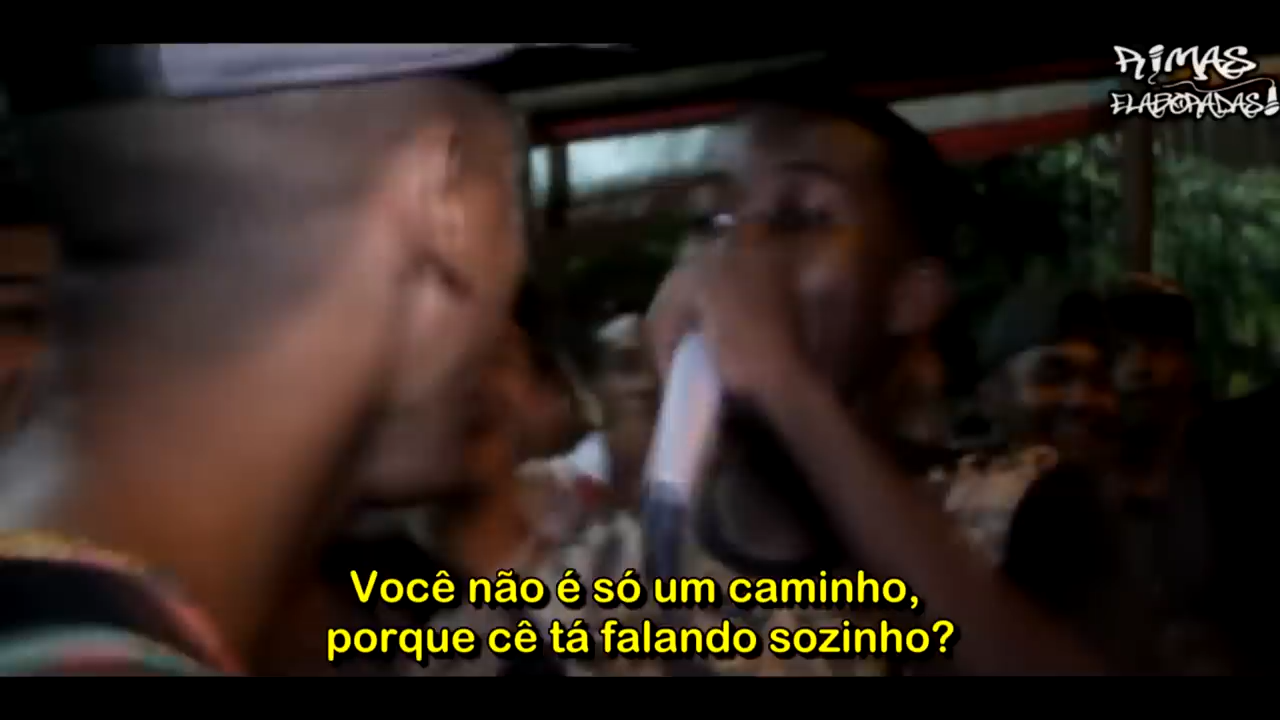 RIMAS
ELABORADAS!
Você não é só um caminho,
porque cê tá falando sozinho?